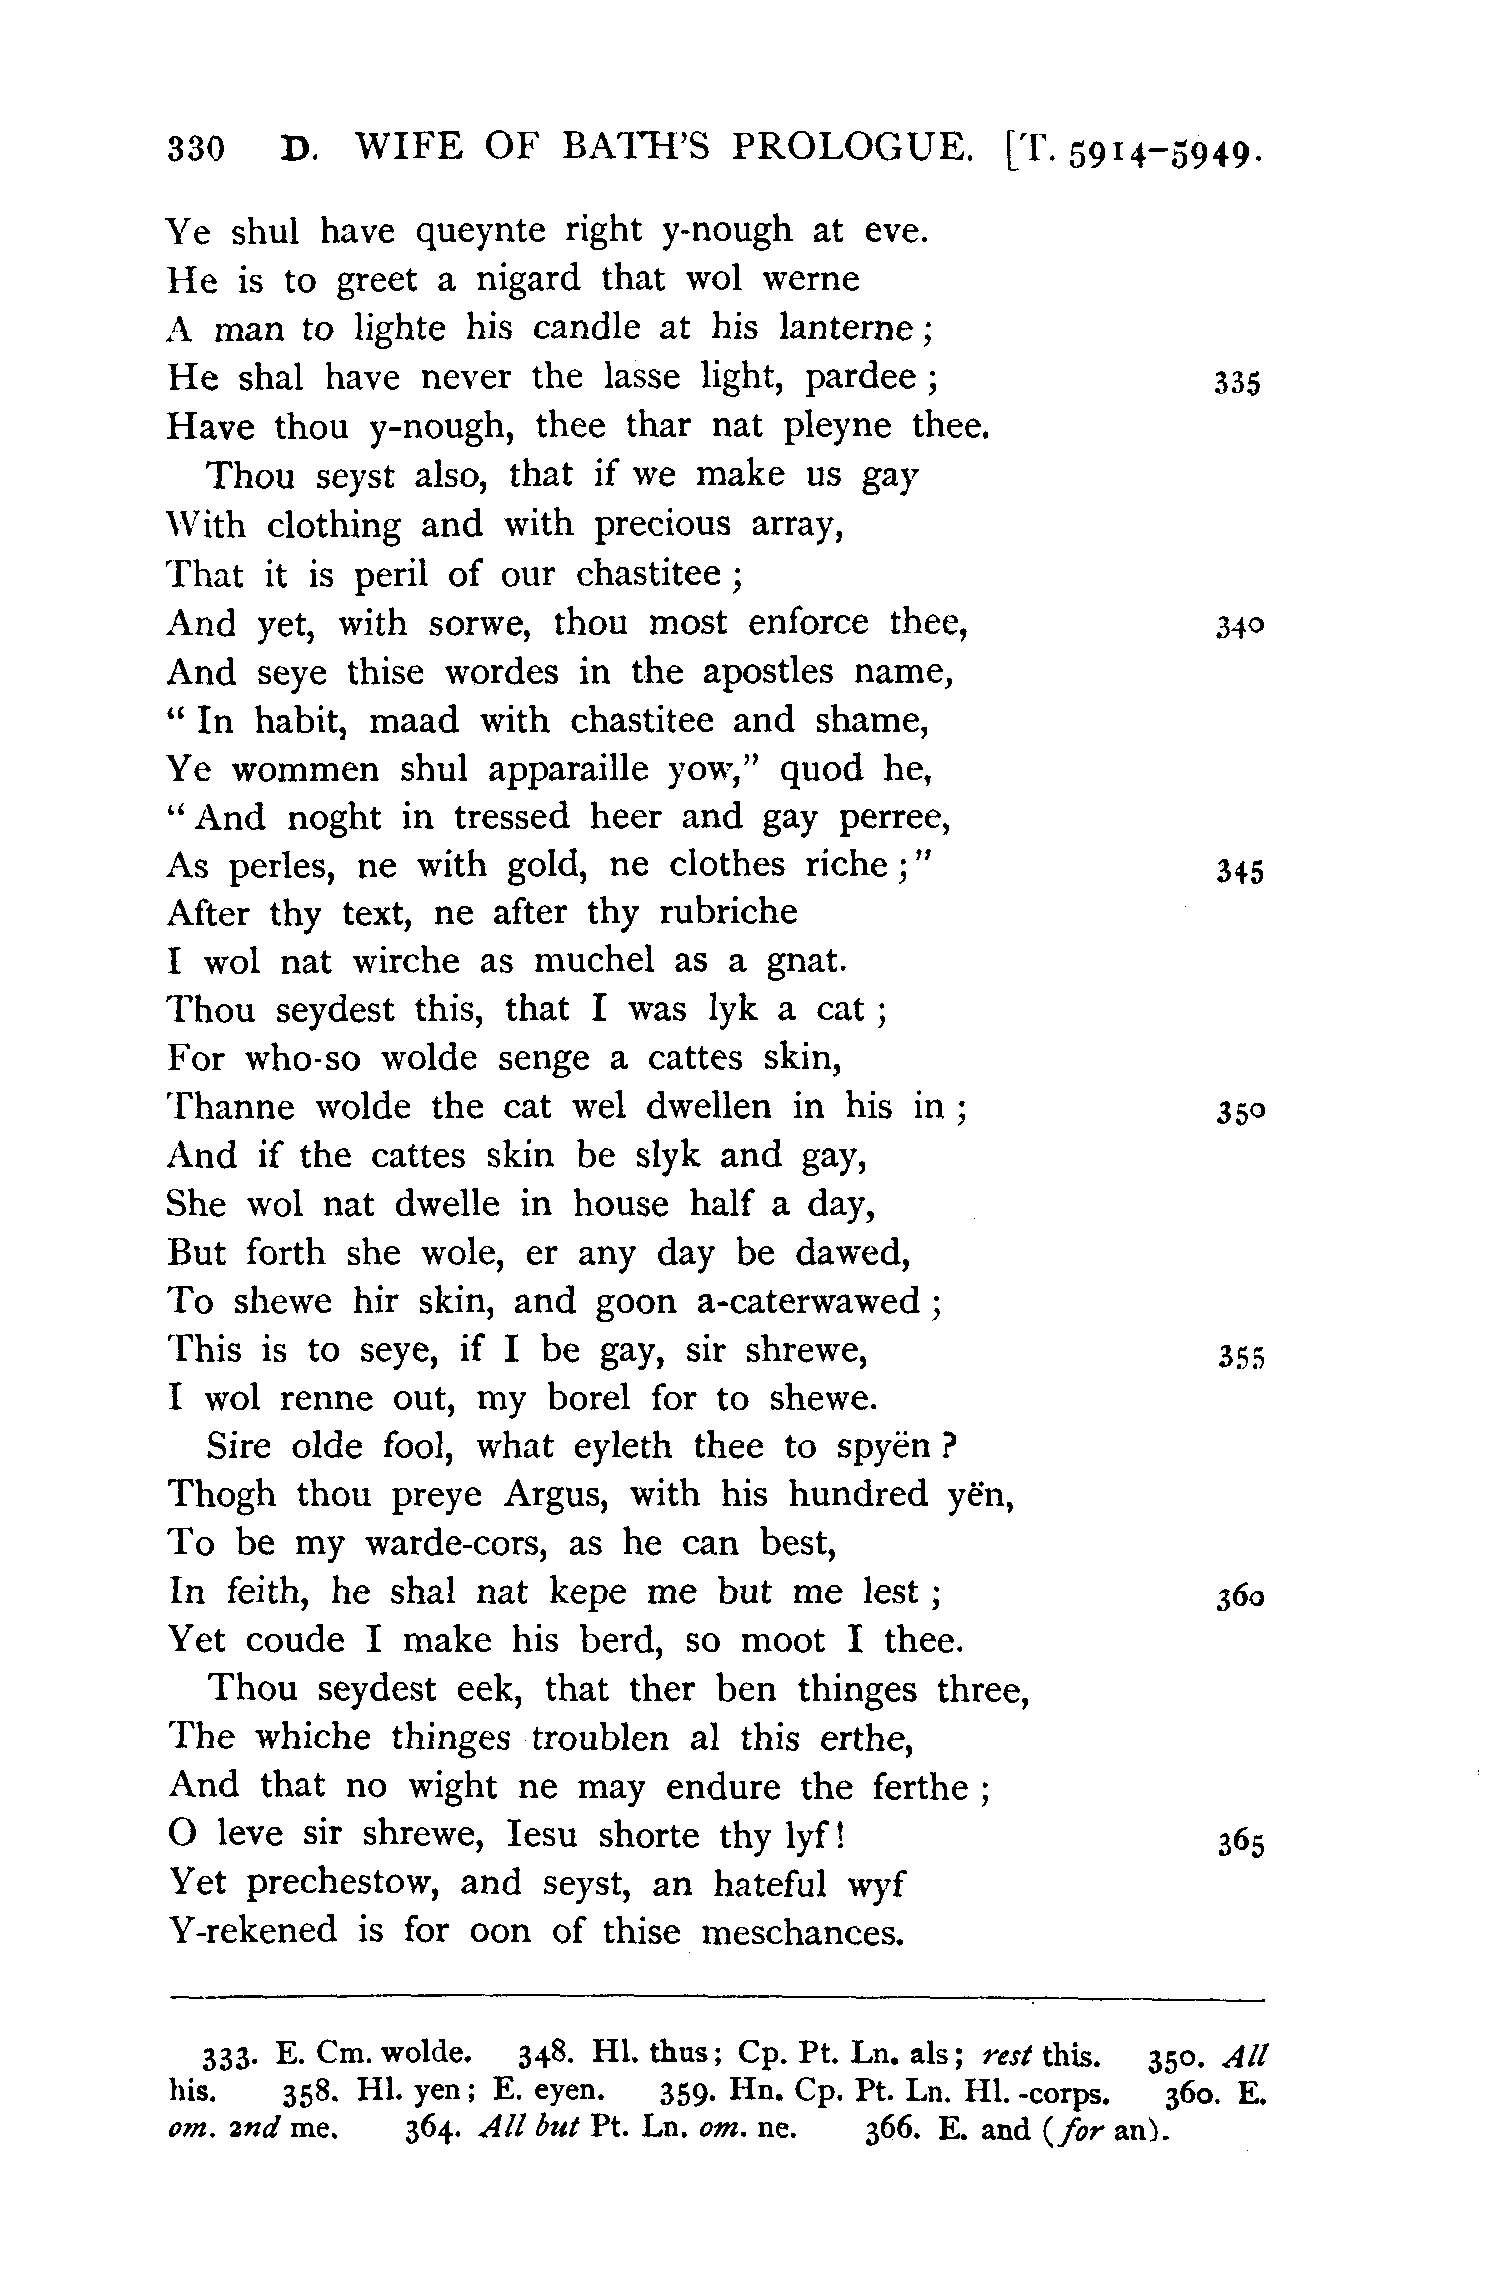 330 D. WIFE OF BATH'S PROLOGUE. [T. 5914-5949.
Ye shul have queynte right y-nough at eve.
He is to greet a nigard that wol werne
A man to lighte his candle at his lanterne ;
He shal have never the lasse light, pardee ; 335
Have thou y-nough, thee thar nat pleyne thee.
Thou seyst also, that if we make us gay
With clothing and with precious array,
That it is peril of our chastitee ;
And yet, with sorwe, thou most enforce thee, 340
And seye thise wordes in the apostles name,
“ In habit, maad with chastitee and shame,
Ye wommen shul apparaille yow,” quod he,
“ And noght in tressed heer and gay perree,
As perles, ne with gold, ne clothes riche ;” 345
After thy text, ne after thy rubriche
I wol nat wirche as muchel as a gnat.
Thou seydest this, that I was lyk a cat ;
For who-so wolde senge a cattes skin,
Thanne wolde the cat wel dwellen in his in ; 350
And if the cattes skin be slyk and gay,
She wol nat dwelle in house half a day,
But forth she wole, er any day be dawed,
To shewe hir skin, and goon a-caterwawed ;
This is to seye, if I be gay, sir shrewe, 355
I wol renne out, my borel for to shewe.
Sire olde fool, what eyleth thee to spyën ?
Thogh thou preye Argus, with his hundred yën,
To be my warde-cors, as he can best,
In feith, he shal nat kepe me but me lest ; 360
Yet coude I make his berd, so moot I thee.
Thou seydest eek, that ther ben thinges three,
The whiche thinges troublen al this erthe,
And that no wight ne may endure the ferthe ;
O leve sir shrewe, Iesu shorte thy lyf ! 365
Yet prechestow, and seyst, an hateful wyf
Y-rekened is for oon of thise meschances.
333. E. Cm. wolde. 348. Hl. thus ; Cp. Pt. Ln. als ; rest this. 350. All
his. 358. Hl. yen ; E. eyen. 359. Hn. Cp. Pt. Ln. Hl. -corps. 360. E.
om. 2nd me. 364. All but Pt. Ln. om. ne. 366. E. and (for an).